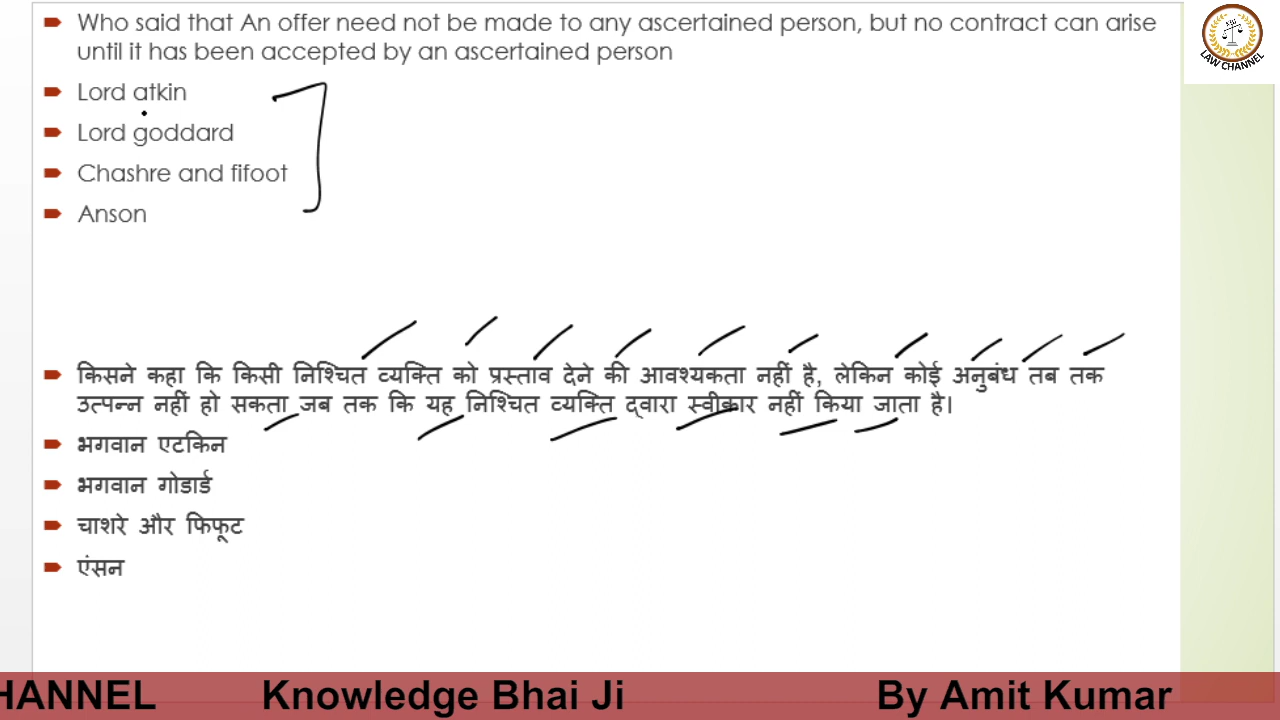 Who said that An offer need not be made to any ascertained person, but no contract can arise
until it has been accepted by an ascertained person
Lord atkin
Lord goddard
Chashre and fifoot
Anson
किसने कहा कि किसी निश्चित व्यक्ति को प्रस्ताव देने की आवश्यकता नहीं है, लेकिन कोई अनुबंध तब तक
उत्पन्न नहीं हो सकता जब तक कि यह निश्चित व्यक्ति द्वारा स्वीकार नहीं किया जाता है।
भगवान एटकिन
भगवान गोडार्ड
चाशरे और फिफूट
एंसन
LAW CHANNEL
HANNEL Knowledge Bhai Ji By Amit Kumar